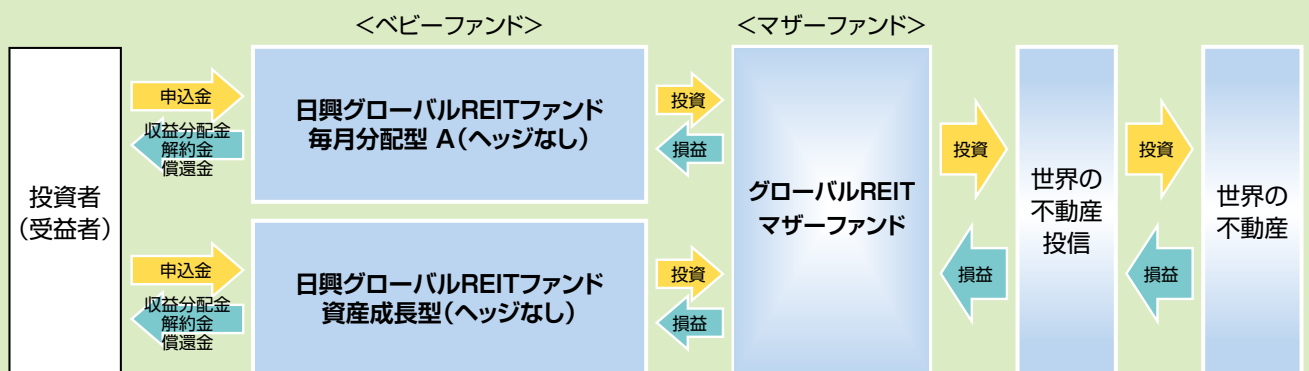 <ベビーファンド>
<マザーファンド>
投資者
(受益者)
申込金
収益分配金
解約金
償還金
日興グローバルREITファンド
毎月分配型 A(ヘッジなし)
投資
損益
申込金
収益分配金
解約金
償還金
日興グローバルREITファンド
資産成長型(ヘッジなし)
投資
損益
グローバルREIT
マザーファンド
投資
損益
世界の
不動産
投信
投資
損益
世界の
不動産